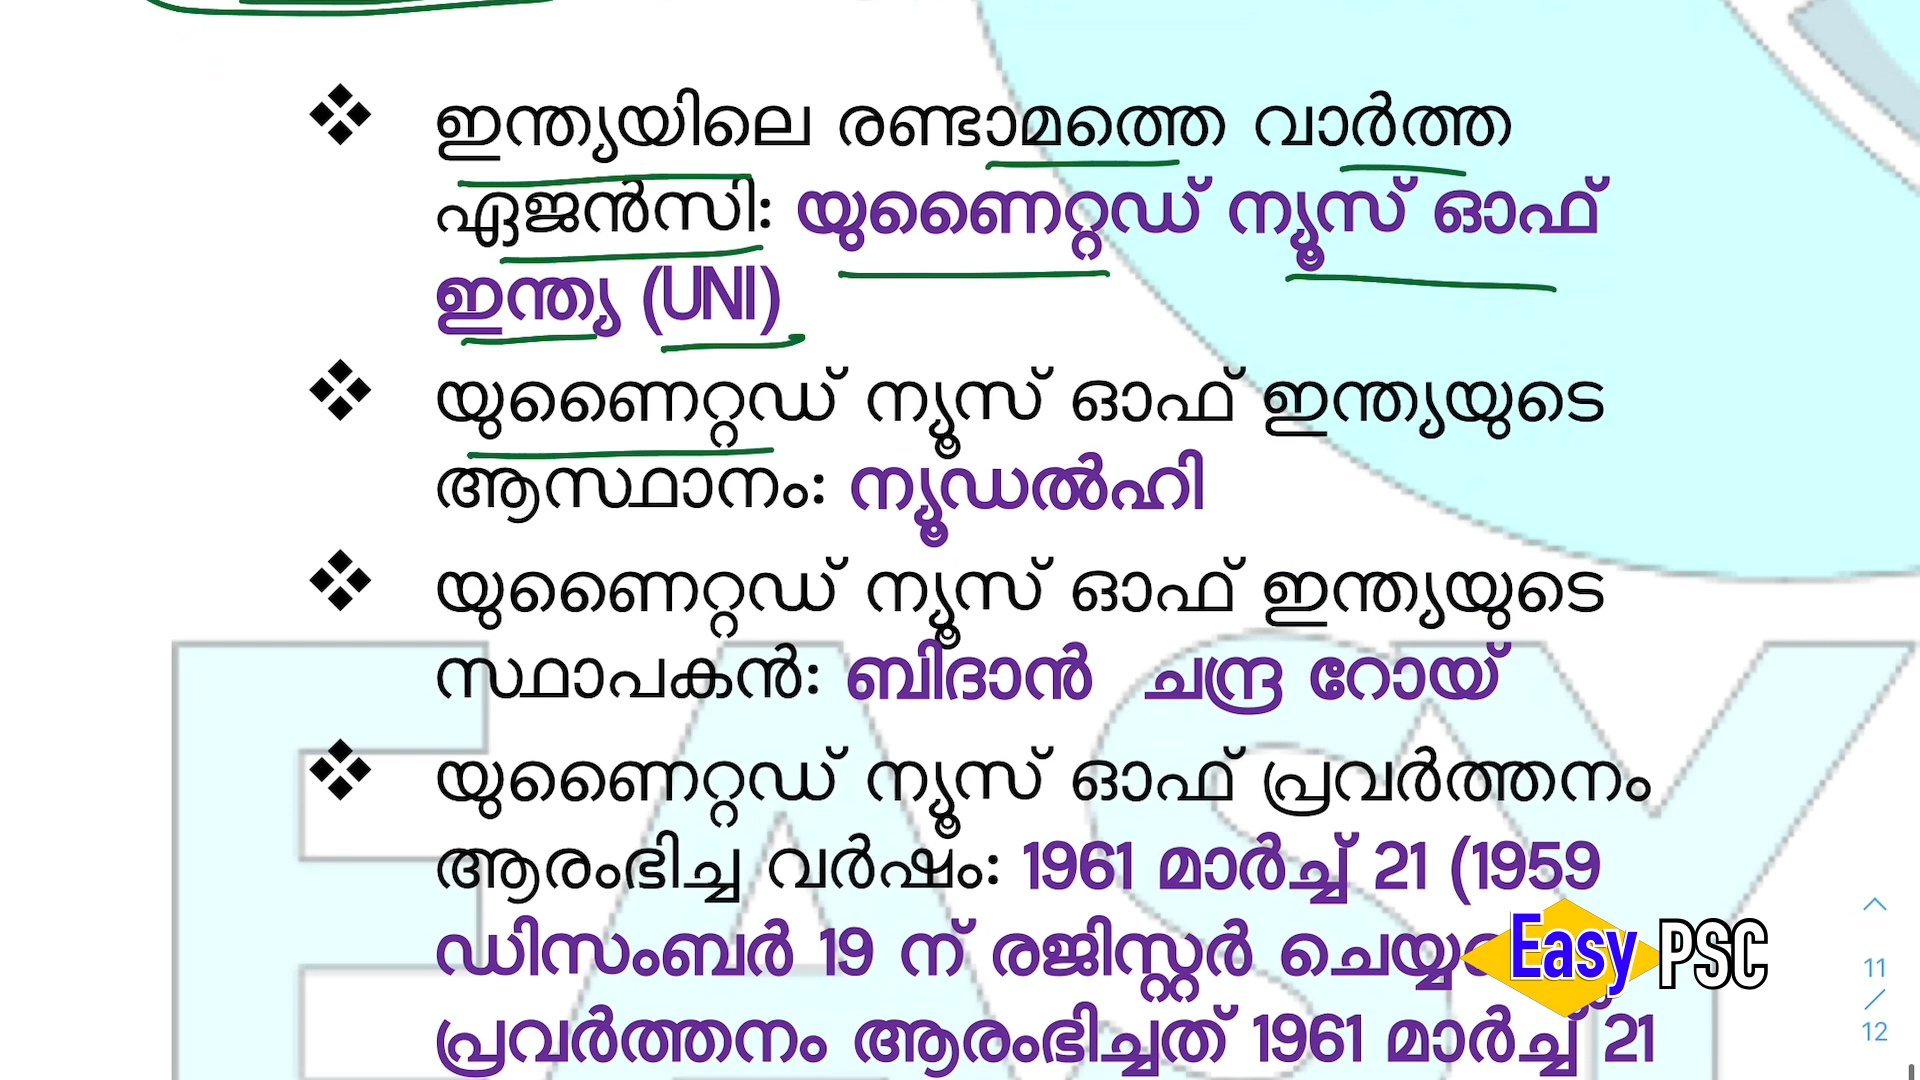 ❖ ഇന്ത്യയിലെ രണ്ടാമത്തെ വാർത്ത
ഏജൻസി: യുണൈറ്റഡ് ന്യൂസ് ഓഫ്
ഇന്ത്യ (UNI)
❖ യുണൈറ്റഡ് ന്യൂസ് ഓഫ് ഇന്ത്യയുടെ
ആസ്ഥാനം: ന്യൂഡൽഹി
❖ യുണൈറ്റഡ് ന്യൂസ് ഓഫ് ഇന്ത്യയുടെ
സ്ഥാപകൻ: ബിദാൻ ചന്ദ്ര റോയ്
❖ യുണൈറ്റഡ് ന്യൂസ് ഓഫ് പ്രവർത്തനം
ആരംഭിച്ച വർഷം: 1961 മാർച്ച് 21 (1959
ഡിസംബർ 19 ന് രജിസ്റ്റർ
പ്രവർത്തനം ആരംഭിച്ചത് 1961 മാർച്ച് 21
Easy PSC
11
/
12
EASY